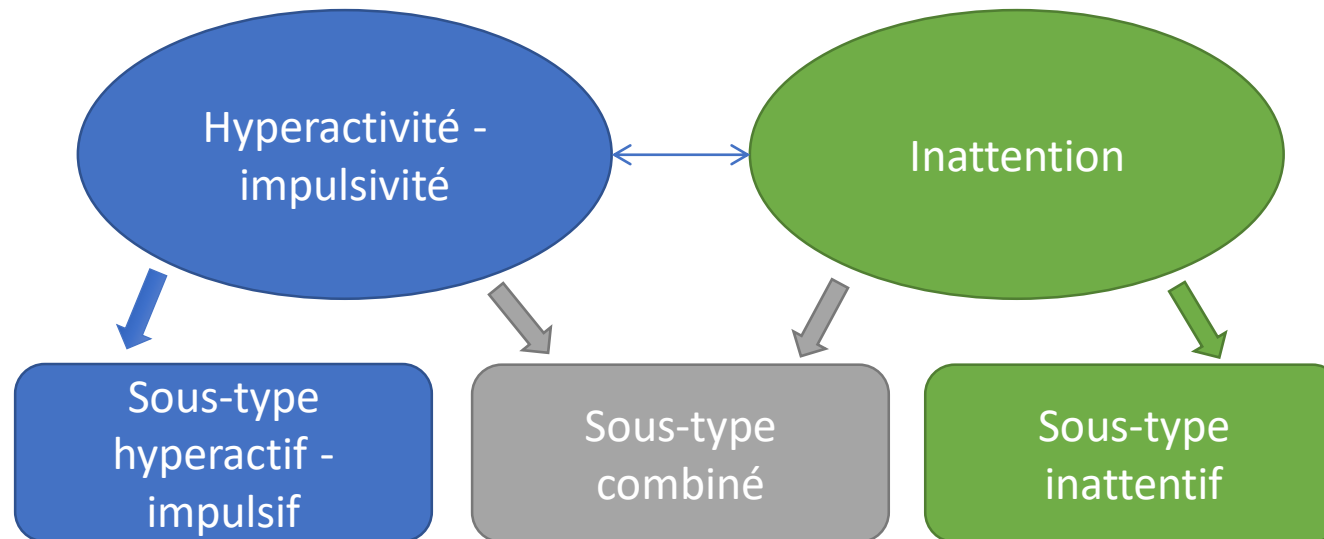 Hyperactivité -
impulsivité
Inattention
Sous-type
hyperactif -
impulsif
Sous-type
combiné
Sous-type
inattentif